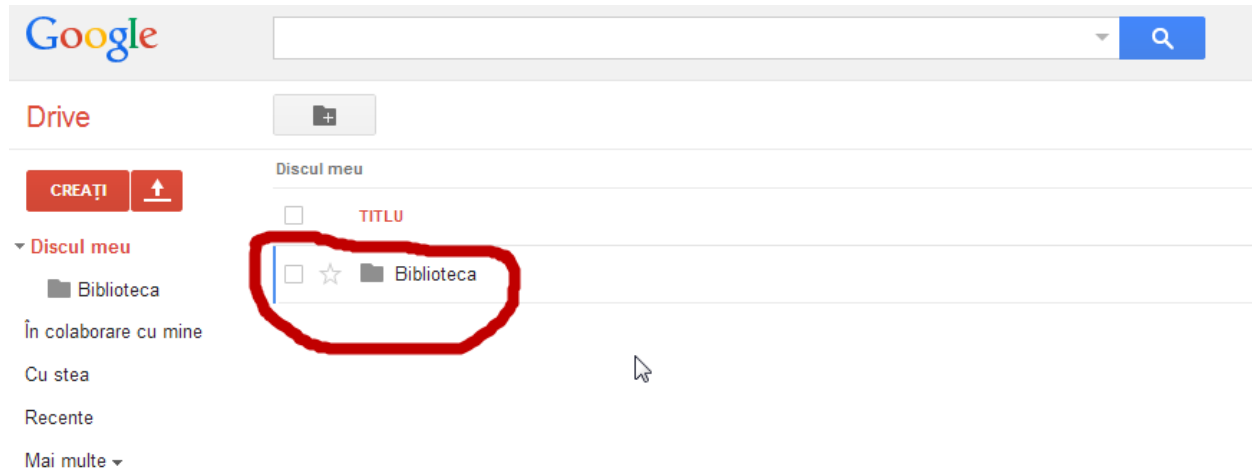 Google
Drive
CREAȚI
Discul meu
TITLU
Discul meu
Biblioteca
Biblioteca
În colaborare cu mine
Cu stea
Recente
Mai multe